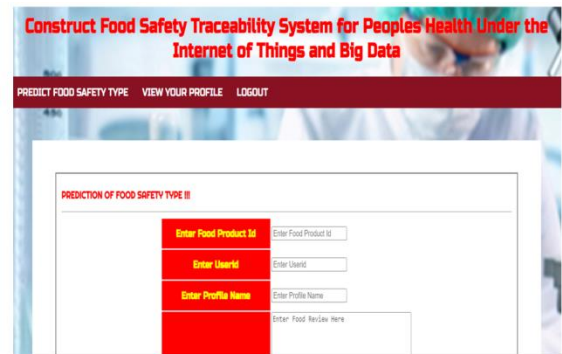 Construct Food Safety Traceability System for Peoples Health Under the
Internet of Things and Big Data
PREDICT FOOD SAFETY TYPE VIEW YOUR PROFILE LOGOUT
PREDICTION OF FOOD SAFETY TYPE !!!
Enter Food Product Id Enter Food Product Id
Enter UserId Enter UserId
Enter Profile Name Enter Profile Name
Enter Food Review Here